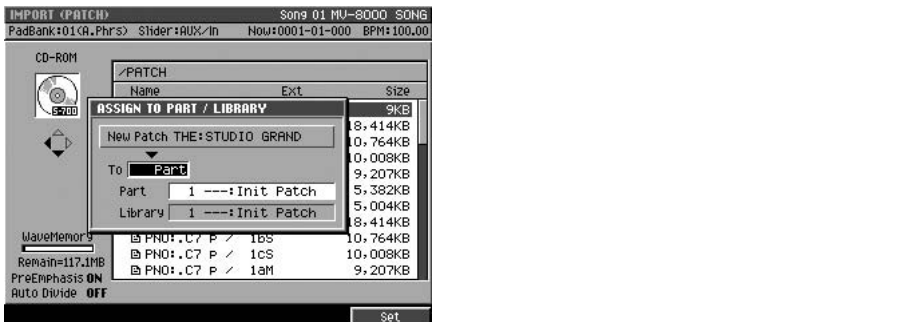 IMPORT (PATCH) Song 01 MV-8000 SONG
PadBank:01(A.Phrs) Slider:AUX/In Now:0001-01-000 BPM:100.00
CD-ROM
S-700
/PATCH
Name Ext Size
9KB
18,414KB
10,764KB
10,008KB
9,207KB
5,382KB
5,004KB
18,414KB
ASSIGN TO PART / LIBRARY
New Patch THE:STUDIO GRAND
To Part
Part 1 ---:Init Patch
Library 1 ---:Init Patch
PNO:.C7 P / 1bS 10,764KB
PNO:.C7 P / 1cS 10,008KB
PNO:.C7 P / 1aM 9,207KB
WaveMemory
Remain=117.1MB
PreEmphasis ON
Auto Divide OFF
Set